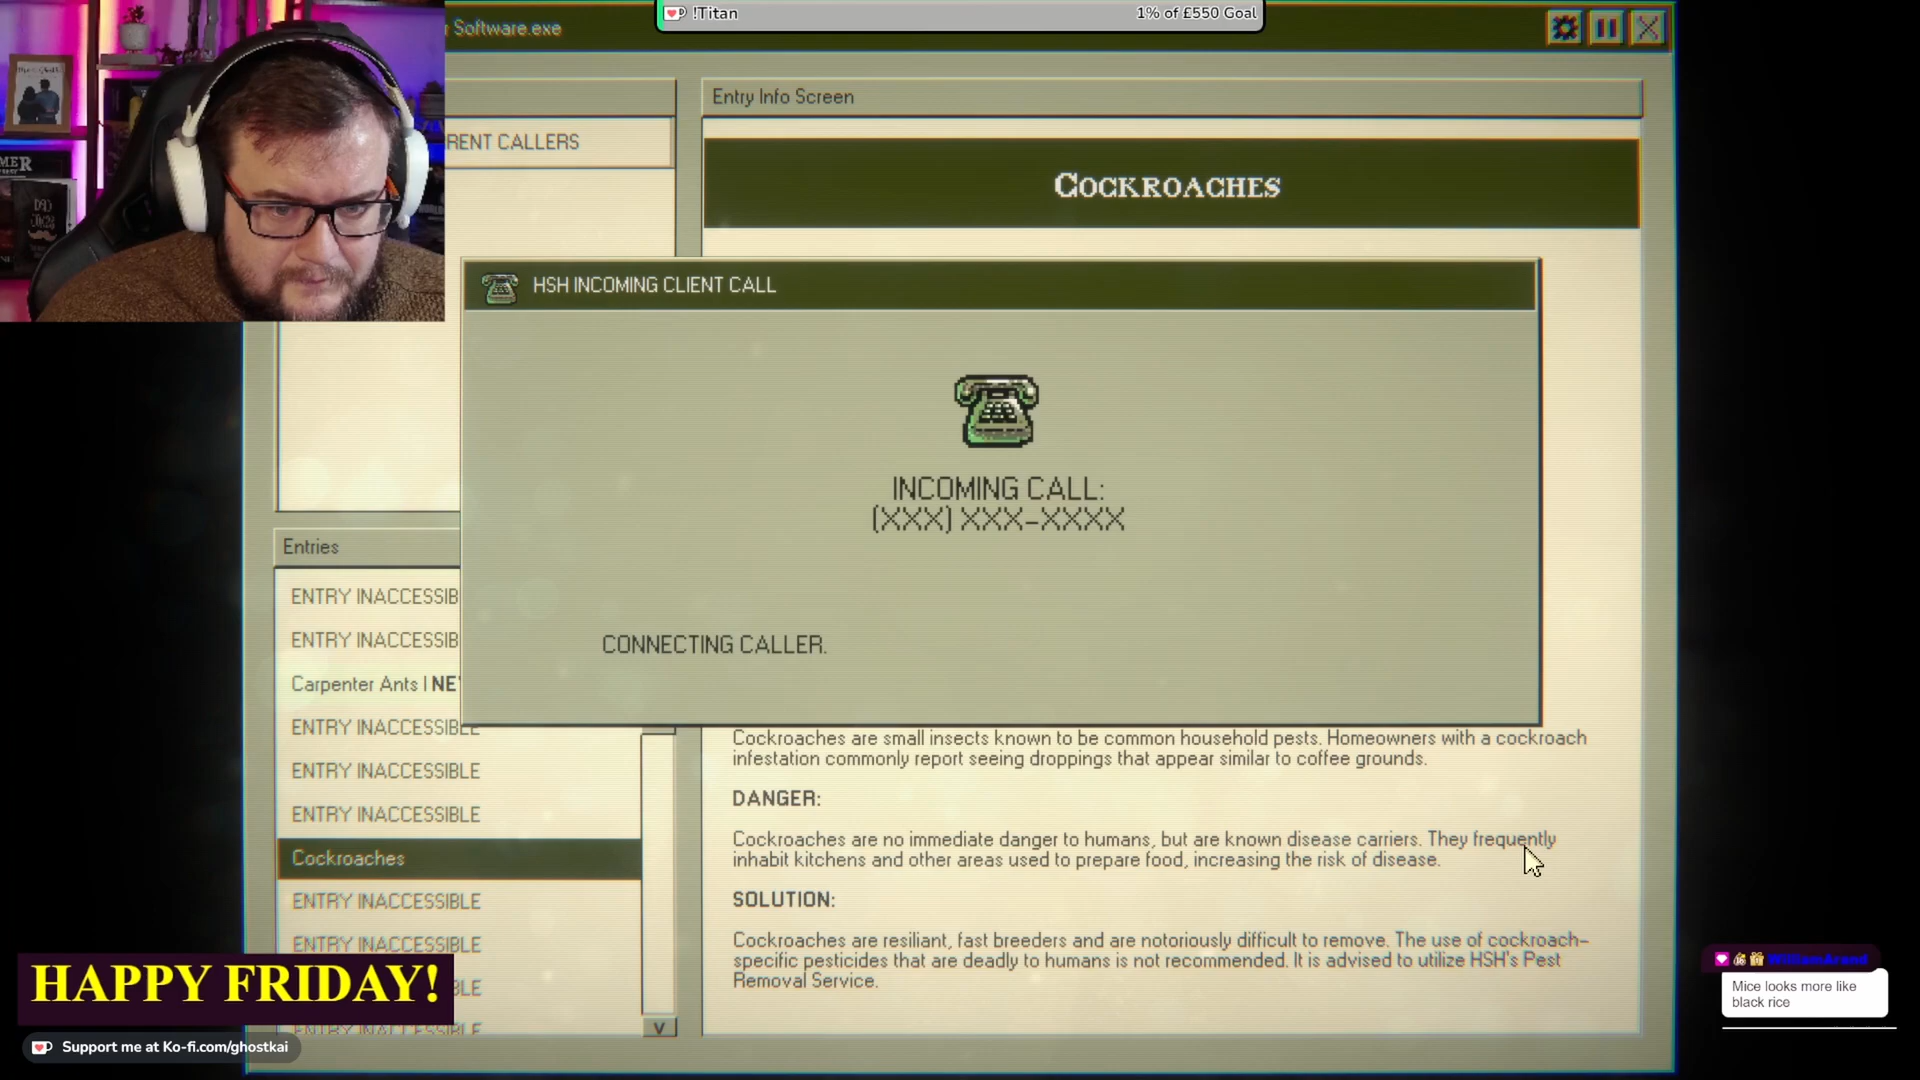 !Titan
1% of £550 Goal
Software.exe
Entry Info Screen
RENT CALLERS
COCKROACHES
HSH INCOMING CLIENT CALL
INCOMING CALL:
(XXX) XXX-XXXX
CONNECTING CALLER.
Entries
ENTRY INACCESSIB
ENTRY INACCESSIB
Carpenter Ants | NE
ENTRY INACCESSIBLE
ENTRY INACCESSIBLE
ENTRY INACCESSIBLE
Cockroaches
ENTRY INACCESSIBLE
ENTRY INACCESSIBLE
Cockroaches are small insects known to be common household pests. Homeowners with a cockroach
infestation commonly report seeing droppings that appear similar to coffee grounds.
DANGER:
Cockroaches are no immediate danger to humans, but are known disease carriers. They frequently
inhabit kitchens and other areas used to prepare food, increasing the risk of disease.
SOLUTION:
Cockroaches are resiliant, fast breeders and are notoriously difficult to remove. The use of cockroach-
specific pesticides that are deadly to humans is not recommended. It is advised to utilize HSH's Pest
Removal Service.
HAPPY FRIDAY!
Support me at Ko-fi.com/ghostkai
Mice looks more like
black rice